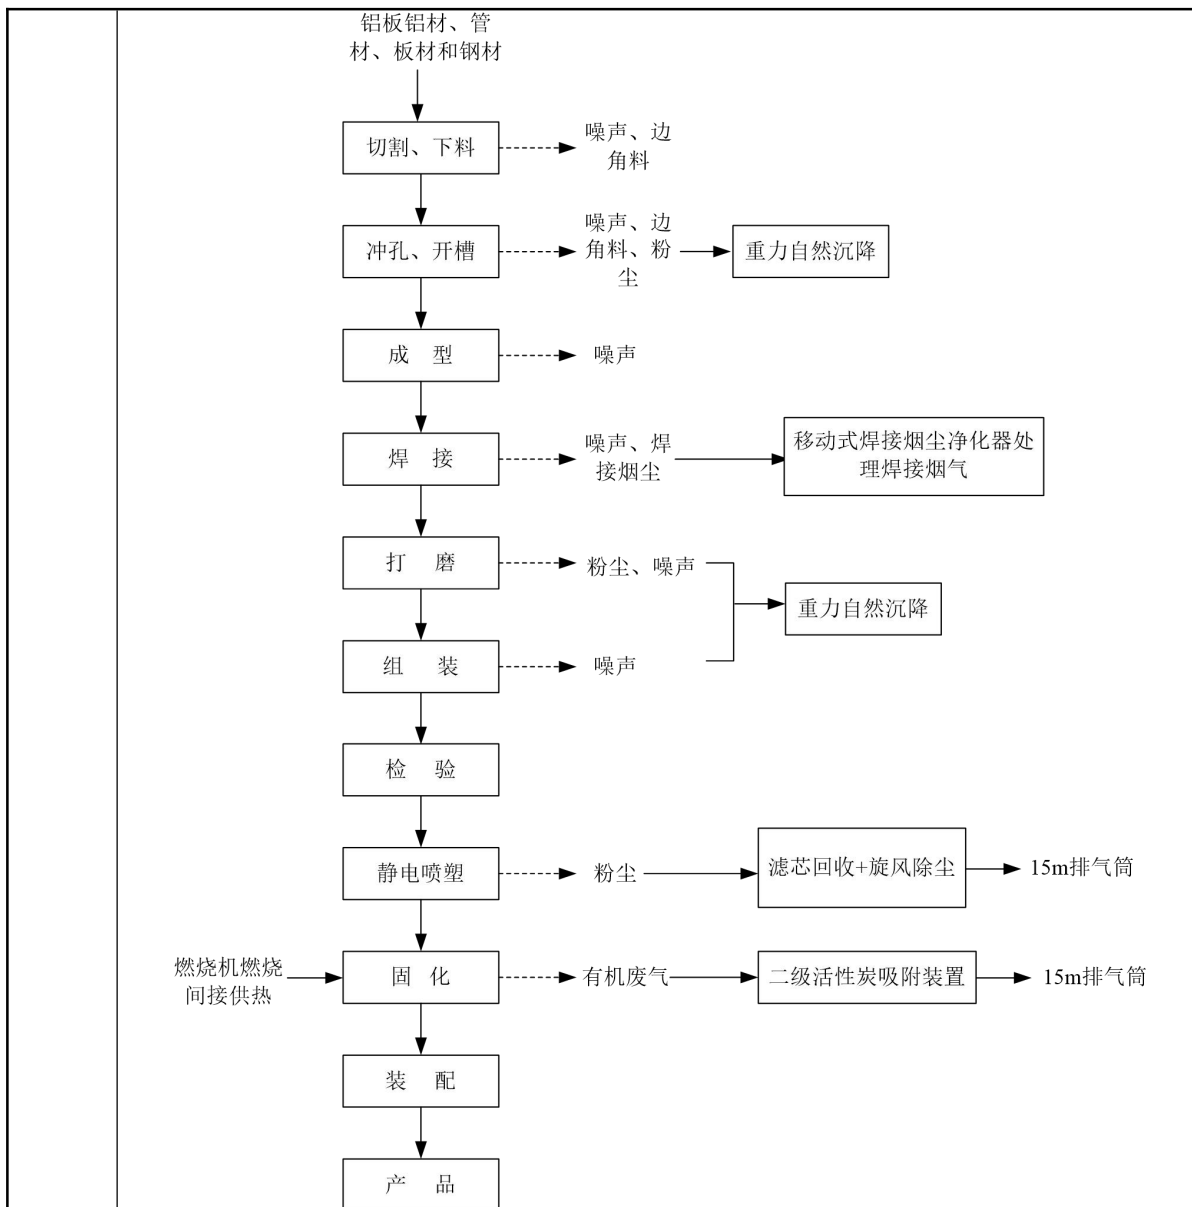 铝板铝材、管
材、板材和钢材
切割、下料
噪声、边
角料
冲孔、开槽
噪声、边
角料、粉
尘
重力自然沉降
成 型
噪声
焊 接
噪声、焊
接烟尘
移动式焊接烟尘净化器处
理焊接烟气
打 磨
粉尘、噪声
重力自然沉降
组 装
噪声
检 验
静电喷塑
粉尘
滤芯回收+旋风除尘
15m排气筒
燃烧机燃烧
间接供热
固 化
有机废气
二级活性炭吸附装置
15m排气筒
装 配
产 品